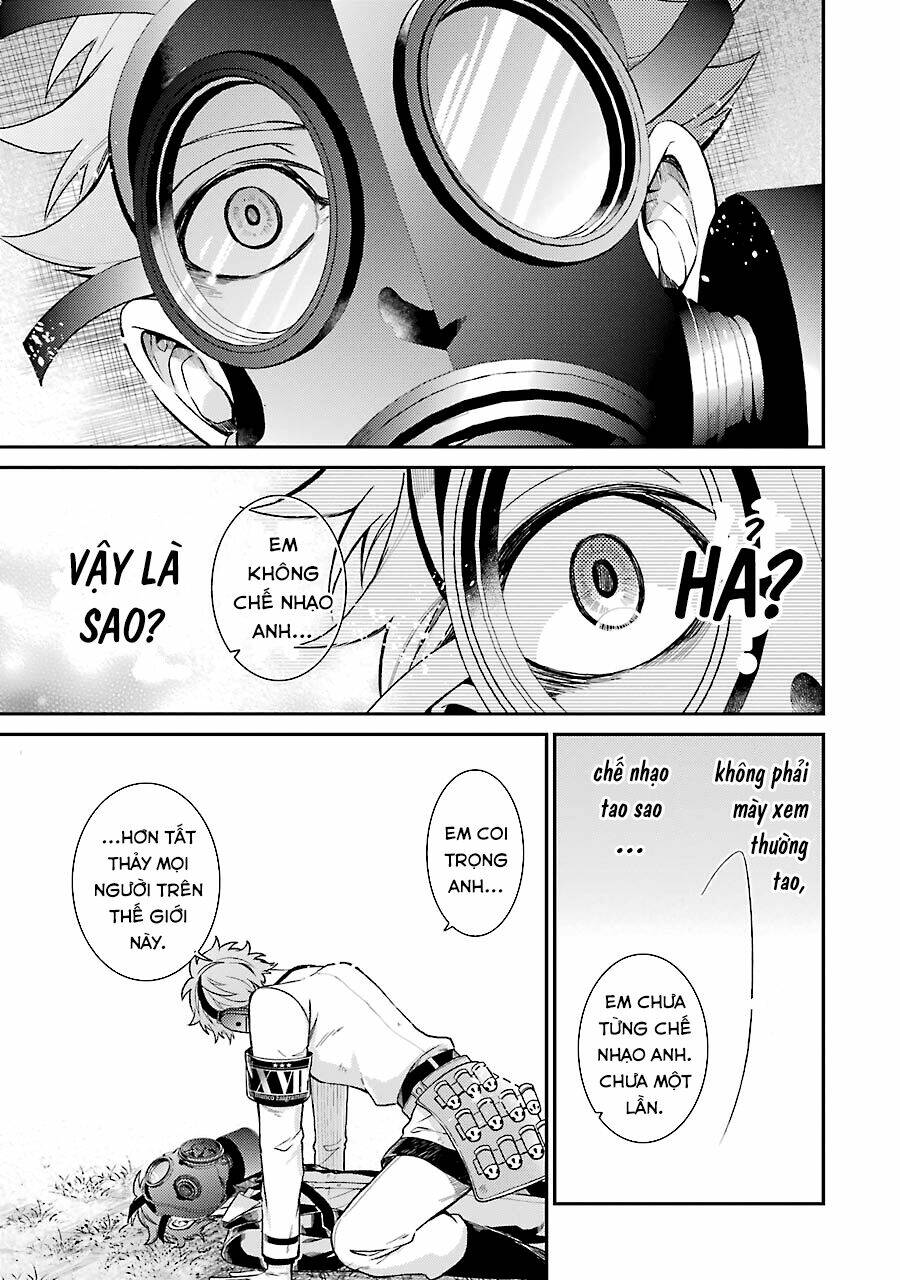 HẢ?
EM
KHÔNG
CHẾ NHẠO
ANH...
VẬY LÀ
SAO?
không phải
mày xem
thường
tao,
chế nhạo
tao sao
...
EM CHƯA
TỪNG CHẾ
NHẠO ANH.
CHƯA MỘT
LẦN.
EM COI
TRỌNG
ANH...
...HƠN TẤT
THẢY MỌI
NGƯỜI TRÊN
THẾ GIỚI
NÀY.
XVI